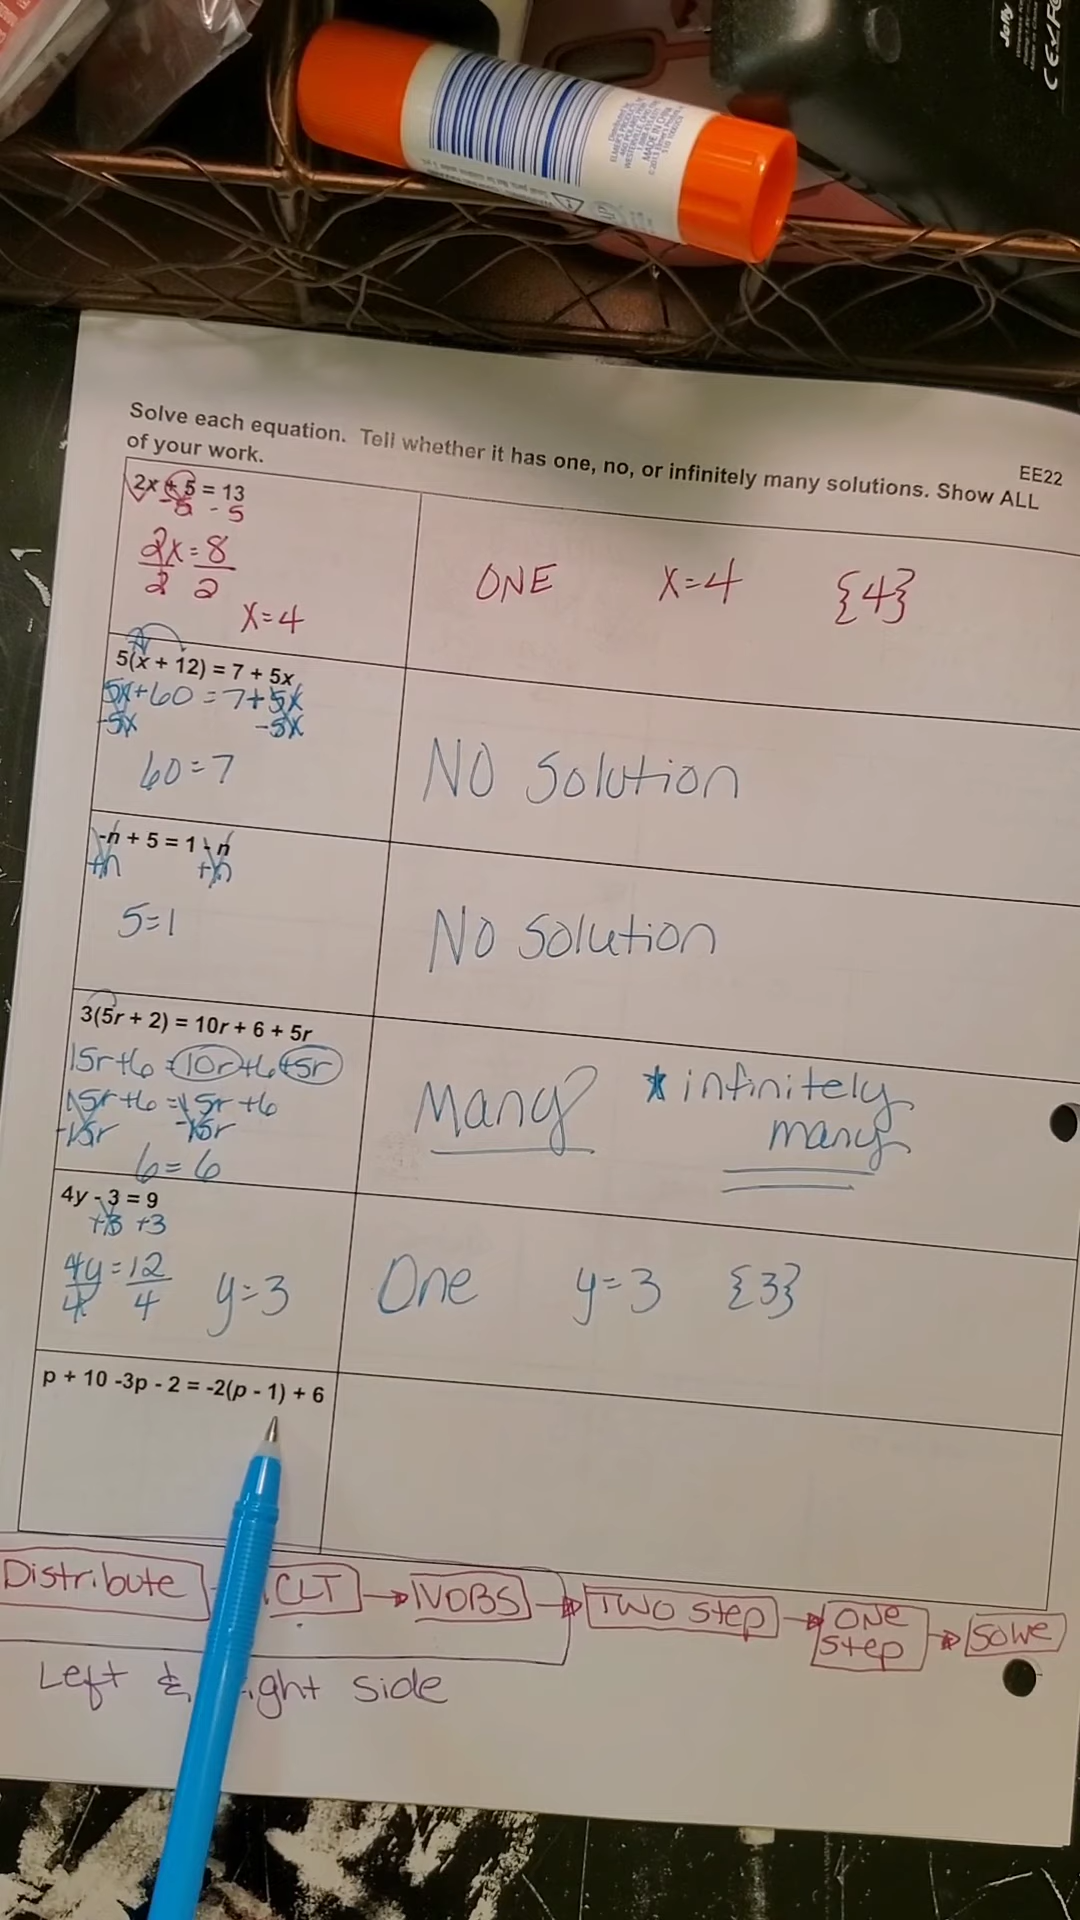 Jolly
CE
MADE IN CHINA
EE22
Solve each equation. Tell whether it has one, no, or infinitely many solutions. Show ALL
of your work.
2x + 5 = 13
-5 -5
2x = 8
2 2
x=4
ONE x=4 {4}
5(x + 12) = 7 + 5x
5x+60 = 7+5x
-5x -5x
60=7
NO Solution
-n + 5 = 1 - n
+n +n
5=1
NO Solution
3(5r + 2) = 10r + 6 + 5r
15r+6 = 10r+6+5r
15r+6 = 15r+6
-15r -15r
6=6
Many? *infinitely
many
4y - 3 = 9
+3 +3
4y = 12
4 4
y=3
One y=3 {3}
p + 10 -3p - 2 = -2(p - 1) + 6
Distribute CLT → VOBS → TWO Step → ONE Step → SOLVE
Left & right side